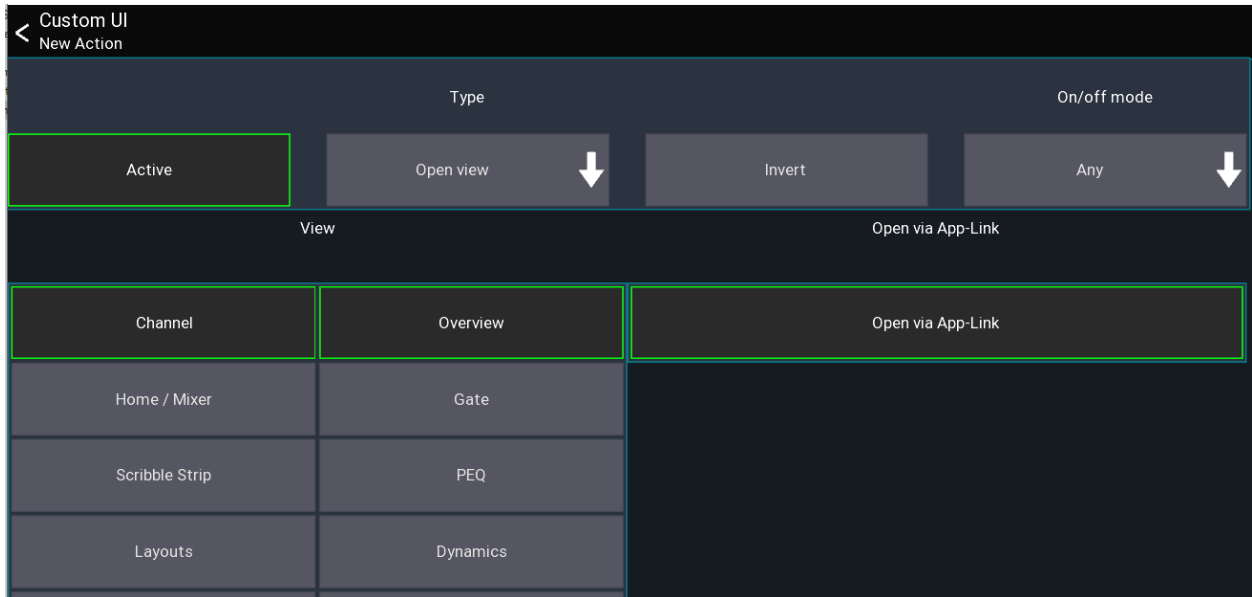 Custom UI
New Action
Type
On/off mode
Active
Open view
Invert
Any
View
Open via App-Link
Channel
Overview
Open via App-Link
Home / Mixer
Gate
Scribble Strip
PEQ
Layouts
Dynamics